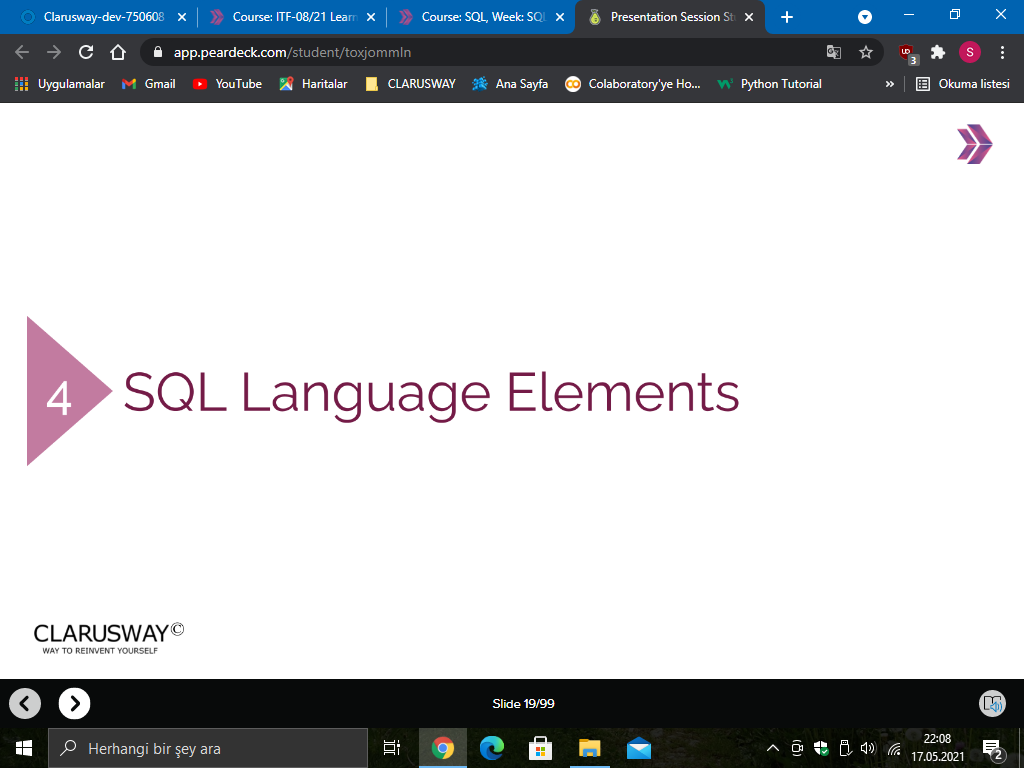 Clarusway-dev-750608
Course: ITF-08/21 Learn
Course: SQL, Week: SQL
Presentation Session St
app.peardeck.com/student/toxjommln
S
3
Uygulamalar
Gmail
YouTube
Haritalar
CLARUSWAY
Ana Sayfa
Colaboratory'ye Ho...
Python Tutorial
»
Okuma listesi
4
SQL Language Elements
CLARUSWAY©
WAY TO REINVENT YOURSELF
Slide 19/99
Herhangi bir şey ara
22:08
17.05.2021
2